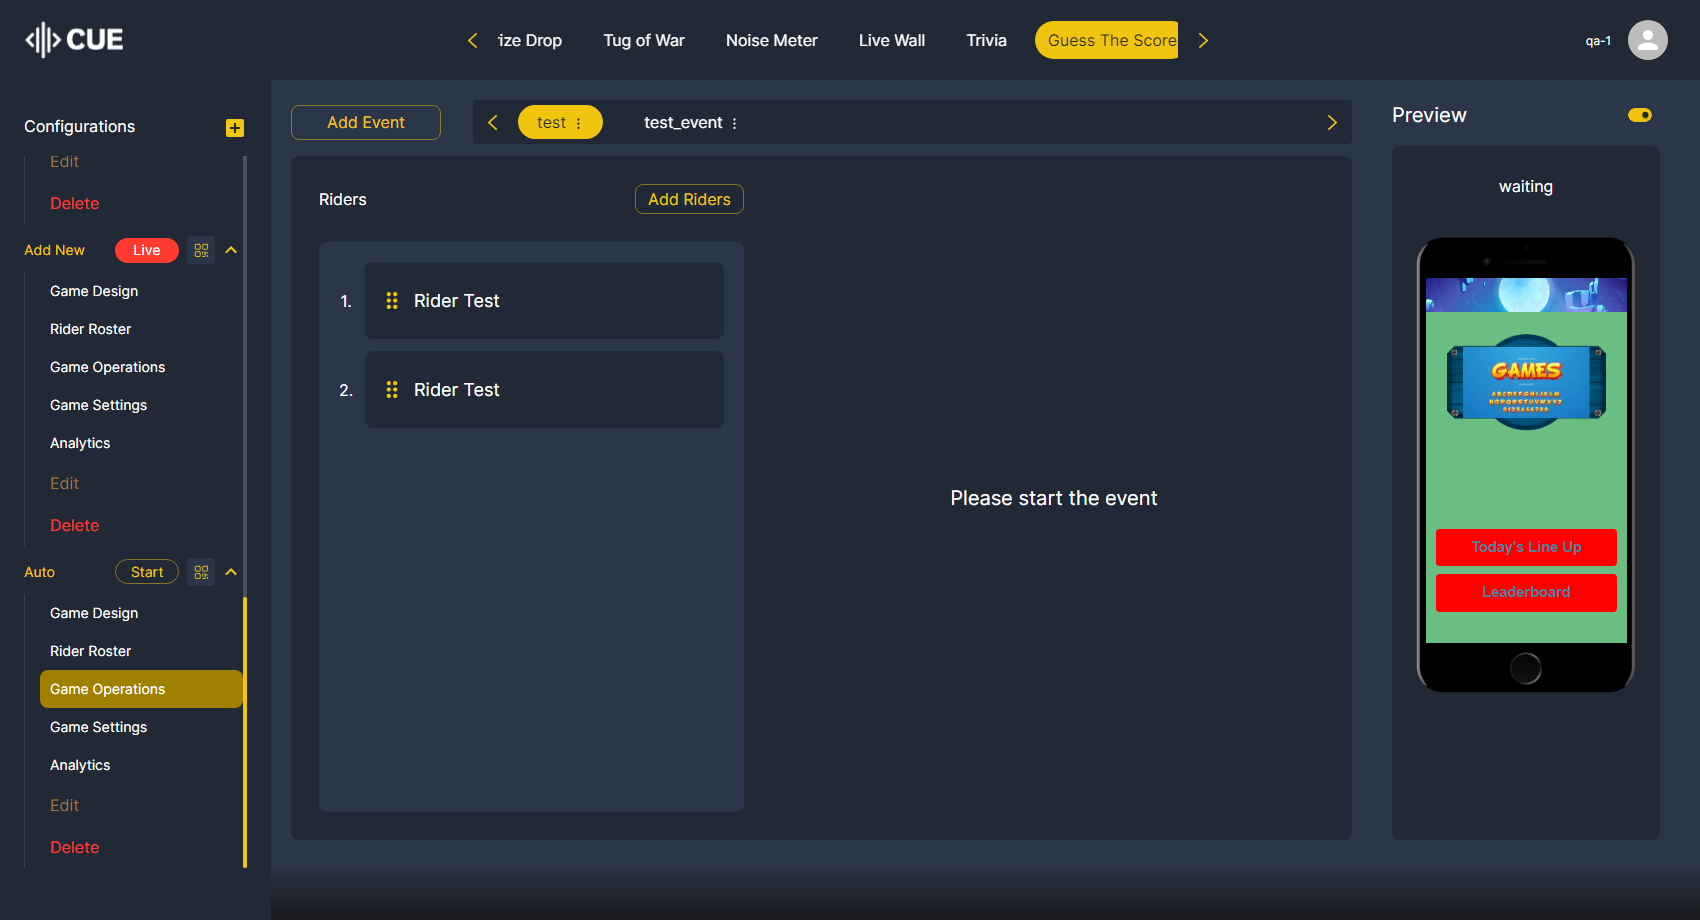 CUE
ize Drop
Tug of War
Noise Meter
Live Wall
Trivia
Guess The Score
qa-1
Configurations
Edit
Delete
Add New
Live
Game Design
Rider Roster
Game Operations
Game Settings
Analytics
Edit
Delete
Auto
Start
Game Design
Rider Roster
Game Operations
Game Settings
Analytics
Edit
Delete
Add Event
test
test_event
Riders
Add Riders
1.
Rider Test
2.
Rider Test
Please start the event
Preview
waiting
GAMES
ABCDEFGHIJKLM
NOPQRSTUVWXYZ
0123456789
Today's Line Up
Leaderboard